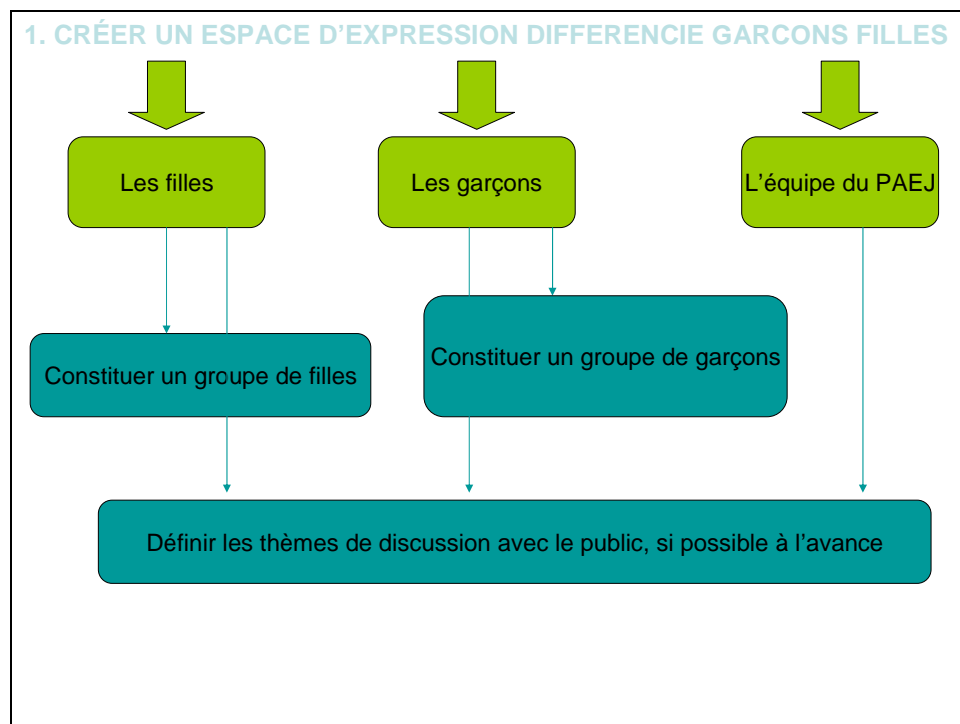 1. CRÉER UN ESPACE D’EXPRESSION DIFFERENCIE GARCONS FILLES
Les filles
Les garçons
L’équipe du PAEJ
Constituer un groupe de filles
Constituer un groupe de garçons
Définir les thèmes de discussion avec le public, si possible à l’avance